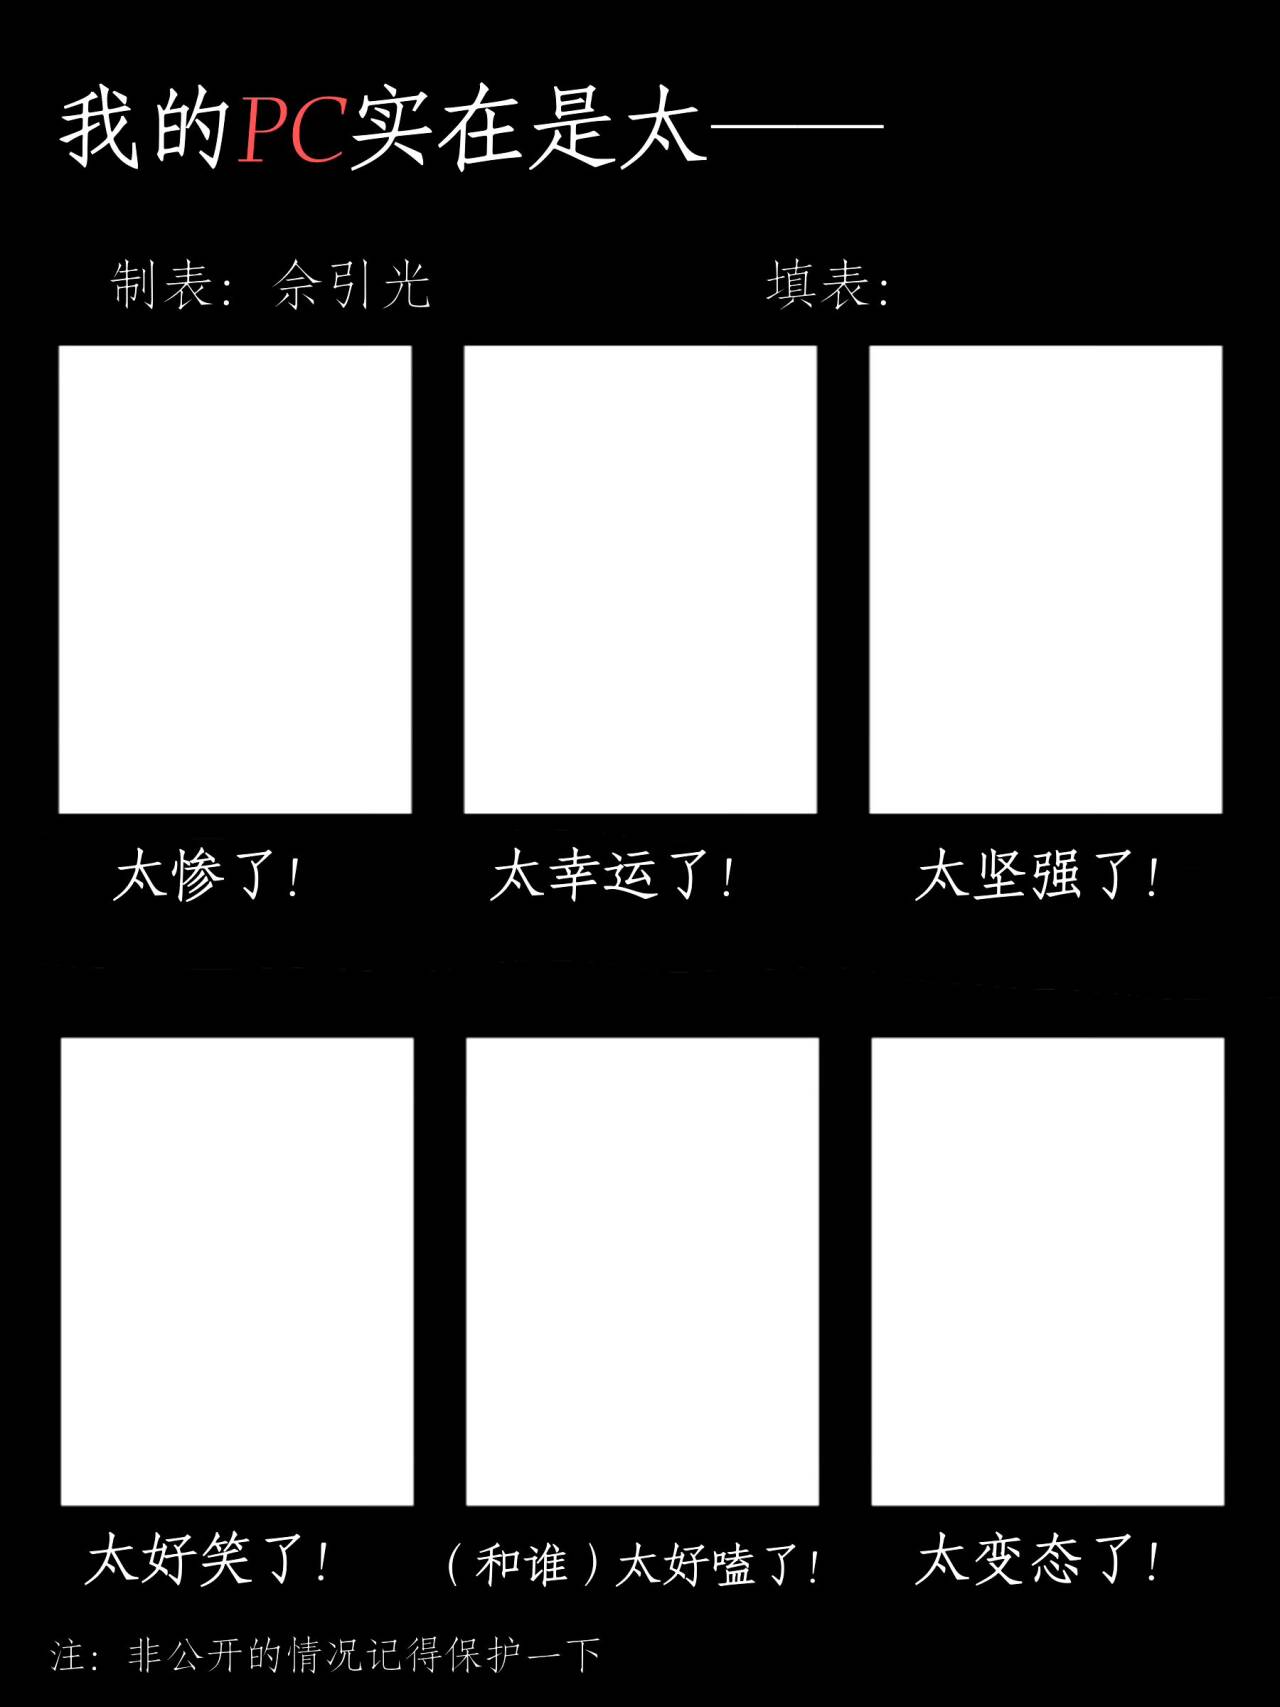 我的PC实在是太——
制表：佘引光
填表：
太惨了！
太幸运了！
太坚强了！
太好笑了！
（和谁）太好嗑了！
太变态了！
注：非公开的情况记得保护一下